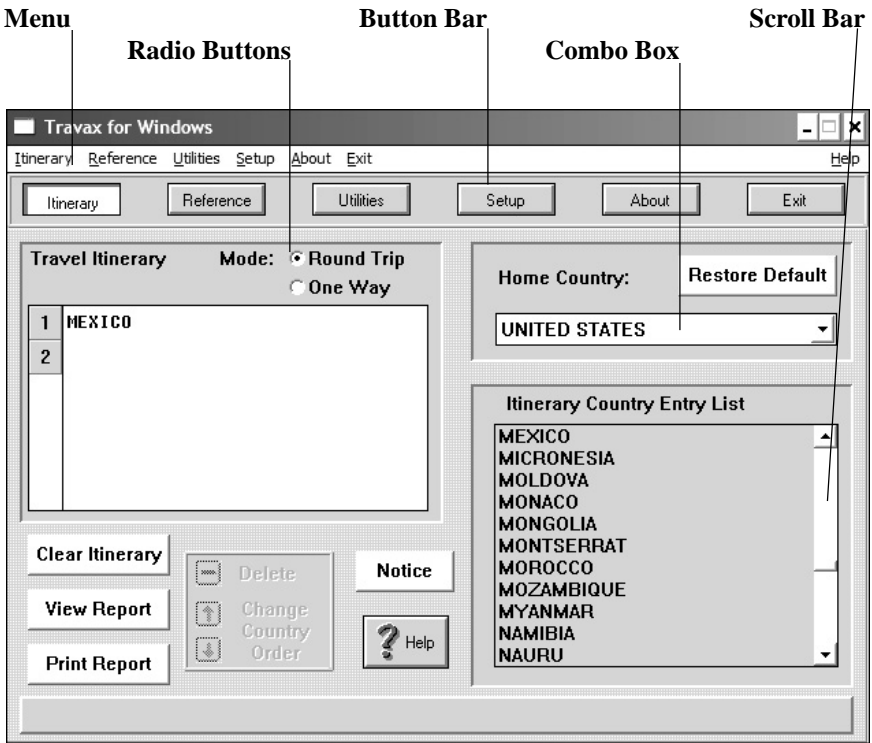 Menu Button Bar Scroll Bar
Radio Buttons Combo Box
Travax for Windows
Itinerary Reference Utilities Setup About Exit Help
Itinerary Reference Utilities Setup About Exit
Travel Itinerary Mode: Round Trip
One Way
1 MEXICO
2
Home Country: Restore Default
UNITED STATES
Itinerary Country Entry List
MEXICO
MICRONESIA
MOLDOVA
MONACO
MONGOLIA
MONTSERRAT
MOROCCO
MOZAMBIQUE
MYANMAR
NAMIBIA
NAURU
Clear Itinerary
View Report
Print Report
Delete
Change
Country
Order
Notice
? Help